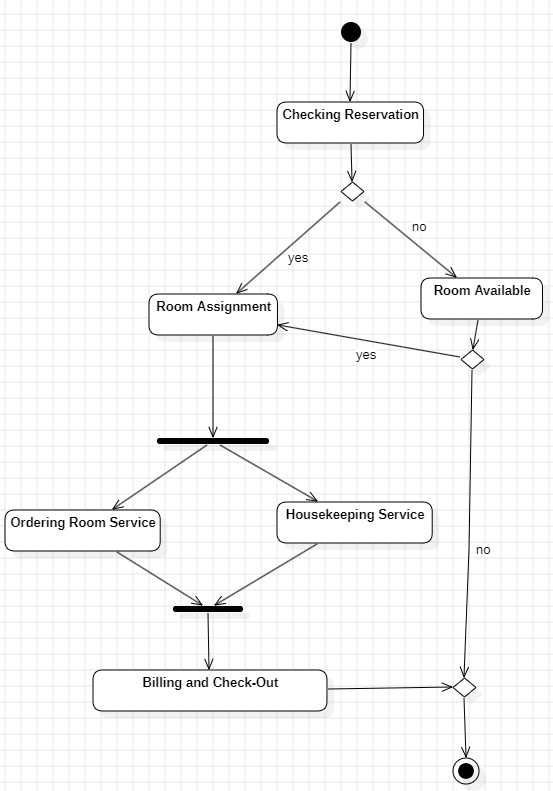 Checking Reservation
no
yes
Room Available
Room Assignment
yes
Ordering Room Service
Housekeeping Service
no
Billing and Check-Out